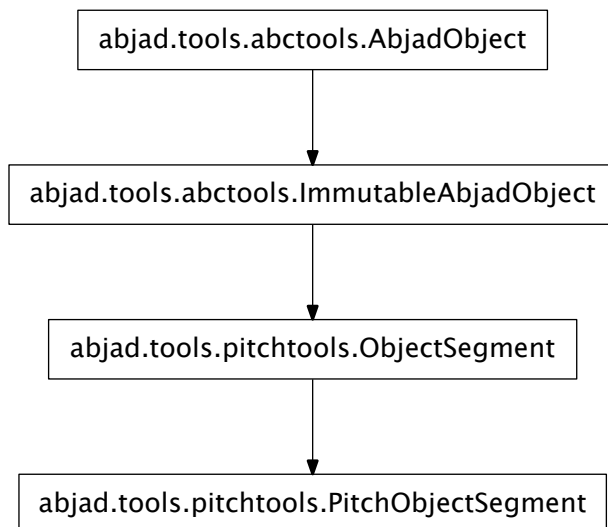 abjad.tools.abctools.AbjadObject
abjad.tools.abctools.ImmutableAbjadObject
abjad.tools.pitchtools.ObjectSegment
abjad.tools.pitchtools.PitchObjectSegment